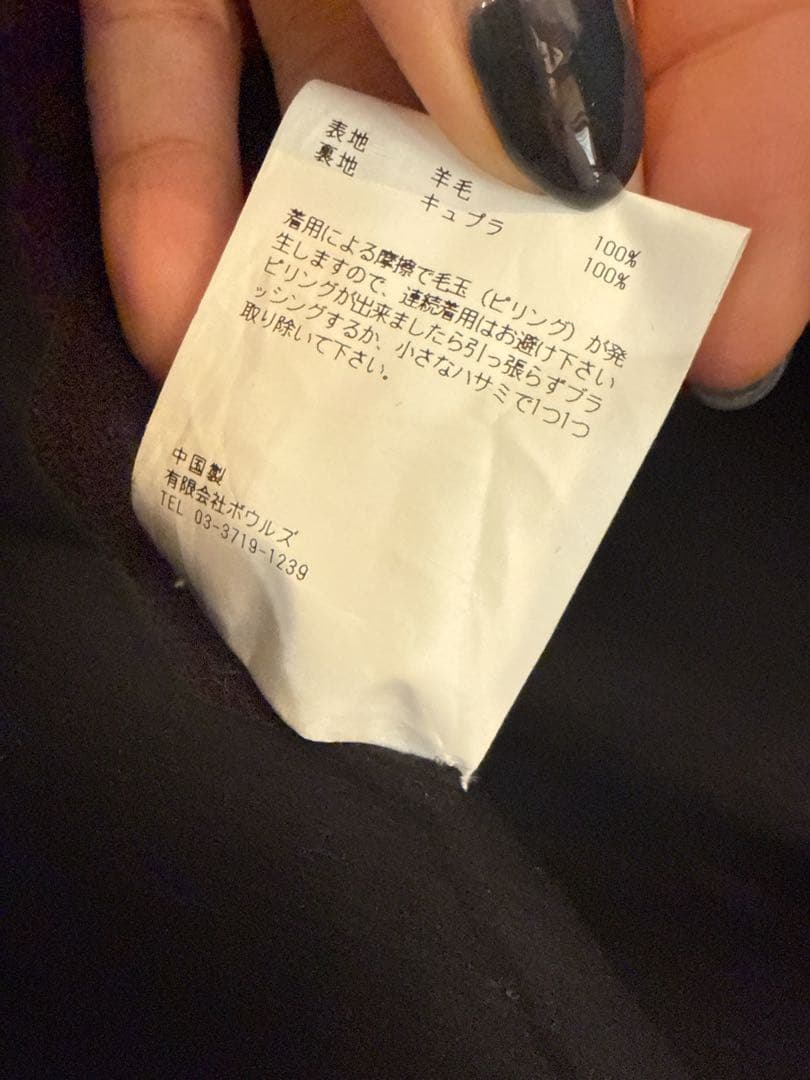 表地 羊毛 100%
裏地 キュプラ 100%
着用による摩擦で毛玉(ピリング)が発
生しますので、連続着用はお避け下さい
ピリングが出来ましたら引っ張らずブラ
ッシングするか、小さなハサミで1つ1つ
取り除いて下さい。
中国製
有限会社ボウルズ
TEL 03-3719-1239